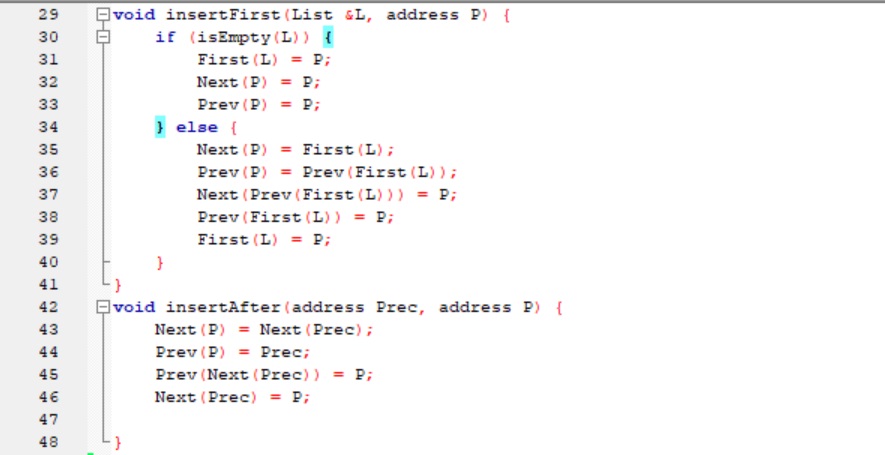 29 void insertFirst(List &L, address P) {
30 if (isEmpty(L)) {
31 First(L) = P;
32 Next(P) = P;
33 Prev(P) = P;
34 } else {
35 Next(P) = First(L);
36 Prev(P) = Prev(First(L));
37 Next(Prev(First(L))) = P;
38 Prev(First(L)) = P;
39 First(L) = P;
40 }
41 }
42 void insertAfter(address Prec, address P) {
43 Next(P) = Next(Prec);
44 Prev(P) = Prec;
45 Prev(Next(Prec)) = P;
46 Next(Prec) = P;
47
48 }